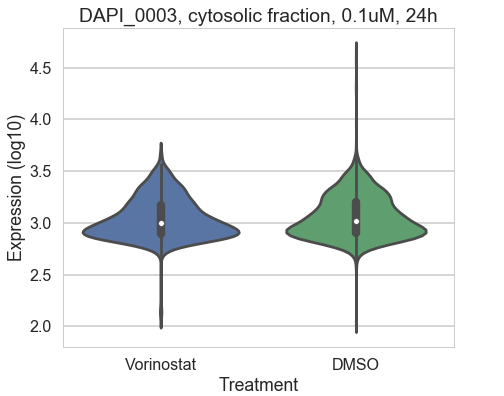 DAPI_0003, cytosolic fraction, 0.1uM, 24h
Expression (log10)
4.5
4.0
3.5
3.0
2.5
2.0
Vorinostat DMSO
Treatment